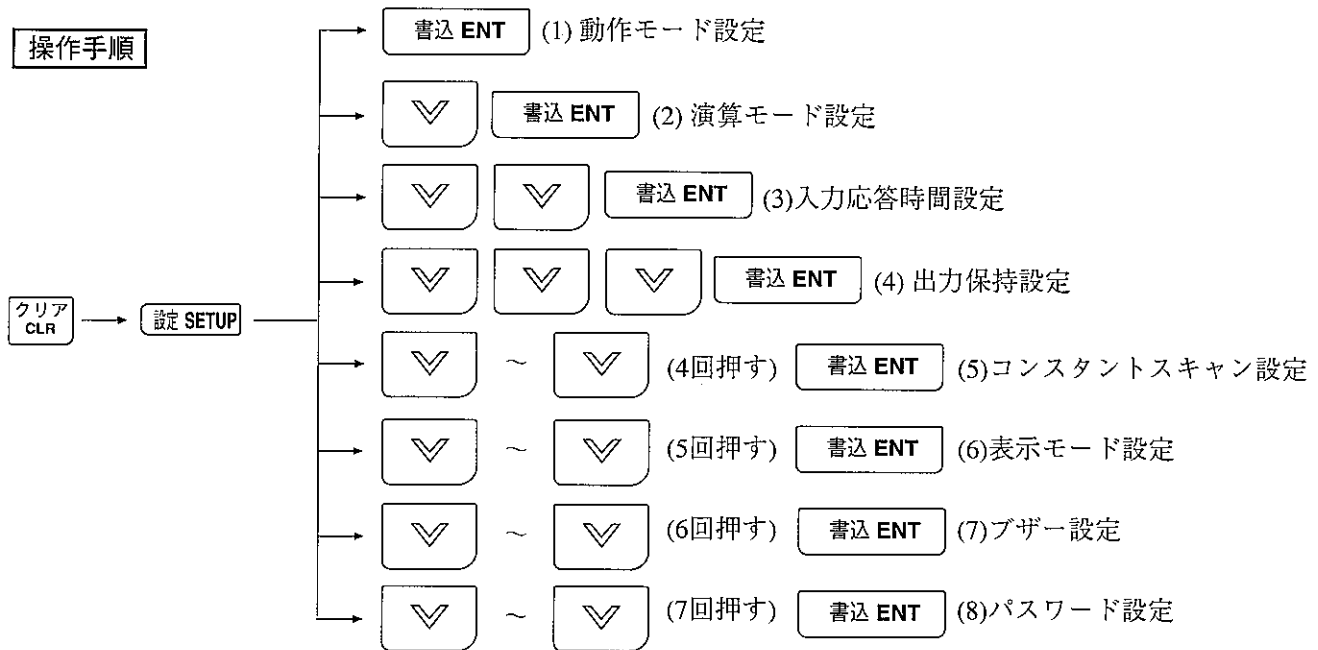 操作手順
書込 ENT (1) 動作モード設定
書込 ENT (2) 演算モード設定
書込 ENT (3)入力応答時間設定
書込 ENT (4) 出力保持設定
クリア
CLR
設定 SETUP
～ (4回押す) 書込 ENT (5)コンスタントスキャン設定
～ (5回押す) 書込 ENT (6)表示モード設定
～ (6回押す) 書込 ENT (7)ブザー設定
～ (7回押す) 書込 ENT (8)パスワード設定